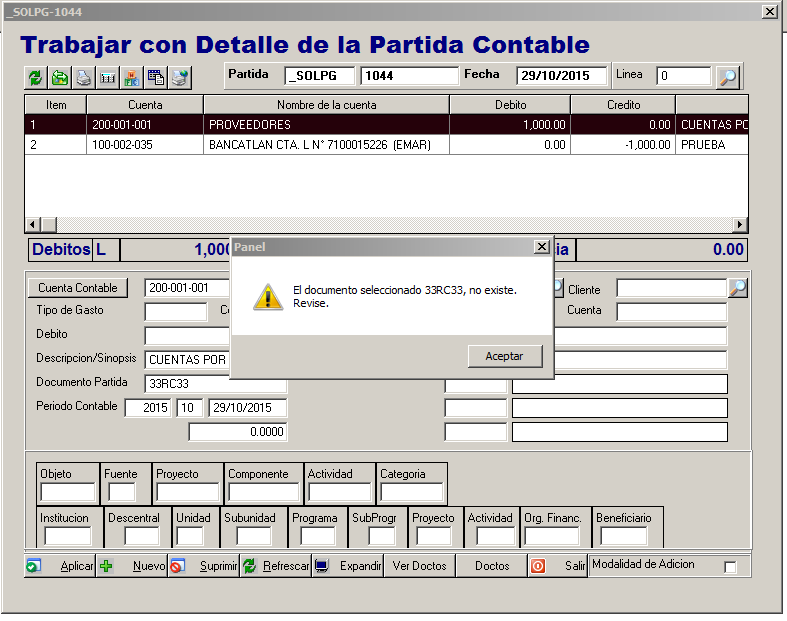 _SOLPG-1044
Trabajar con Detalle de la Partida Contable
Partida _SOLPG 1044 Fecha 29/10/2015 Linea 0
Item Cuenta Nombre de la cuenta Debito Credito
1 200-001-001 PROVEEDORES 1,000.00 0.00 CUENTAS PO
2 100-002-035 BANCATLAN CTA. L N° 7100015226 (EMAR) 0.00 -1,000.00 PRUEBA
Debitos L 1,000 ia 0.00
Panel
El documento seleccionado 33RC33, no existe.
Revise.
Aceptar
Cuenta Contable 200-001-001 Cliente
Tipo de Gasto Cuenta
Debito
Descripcion/Sinopsis CUENTAS POR
Documento Partida 33RC33
Periodo Contable 2015 10 29/10/2015
0.0000
Objeto Fuente Proyecto Componente Actividad Categoria
Institucion Descentral Unidad Subunidad Programa SubProgr Proyecto Actividad Org. Financ. Beneficiario
Aplicar Nuevo Suprimir Refrescar Expandir Ver Doctos Doctos Salir Modalidad de Adicion